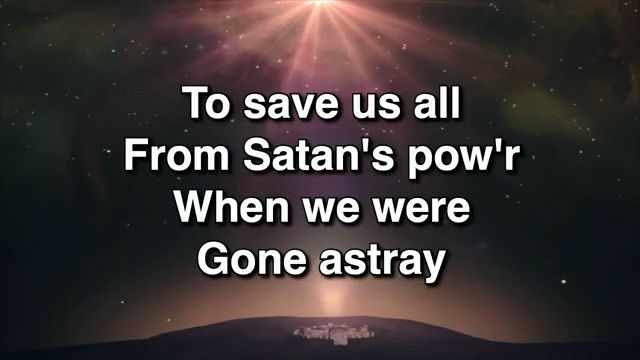 To save us all
From Satan's pow'r
When we were
Gone astray